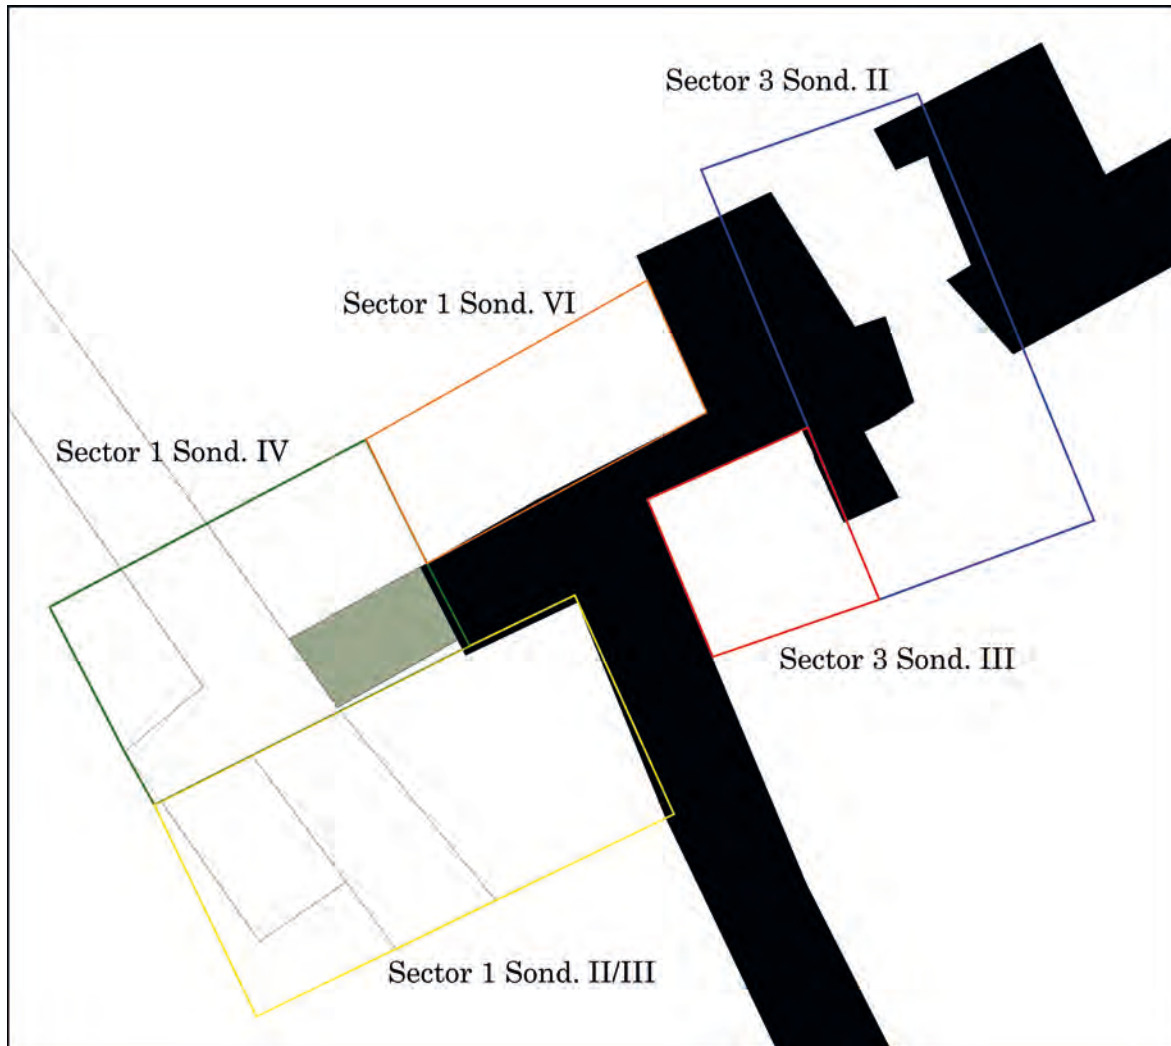 Sector 3 Sond. II
Sector 1 Sond. VI
Sector 1 Sond. IV
Sector 3 Sond. III
Sector 1 Sond. II/III